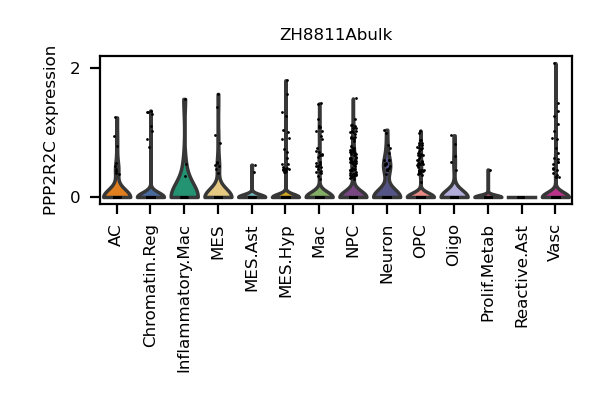 ZH8811Abulk
PPP2R2C expression
2
0
AC
Chromatin.Reg
Inflammatory.Mac
MES
MES.Ast
MES.Hyp
Mac
NPC
Neuron
OPC
Oligo
Prolif.Metab
Reactive.Ast
Vasc